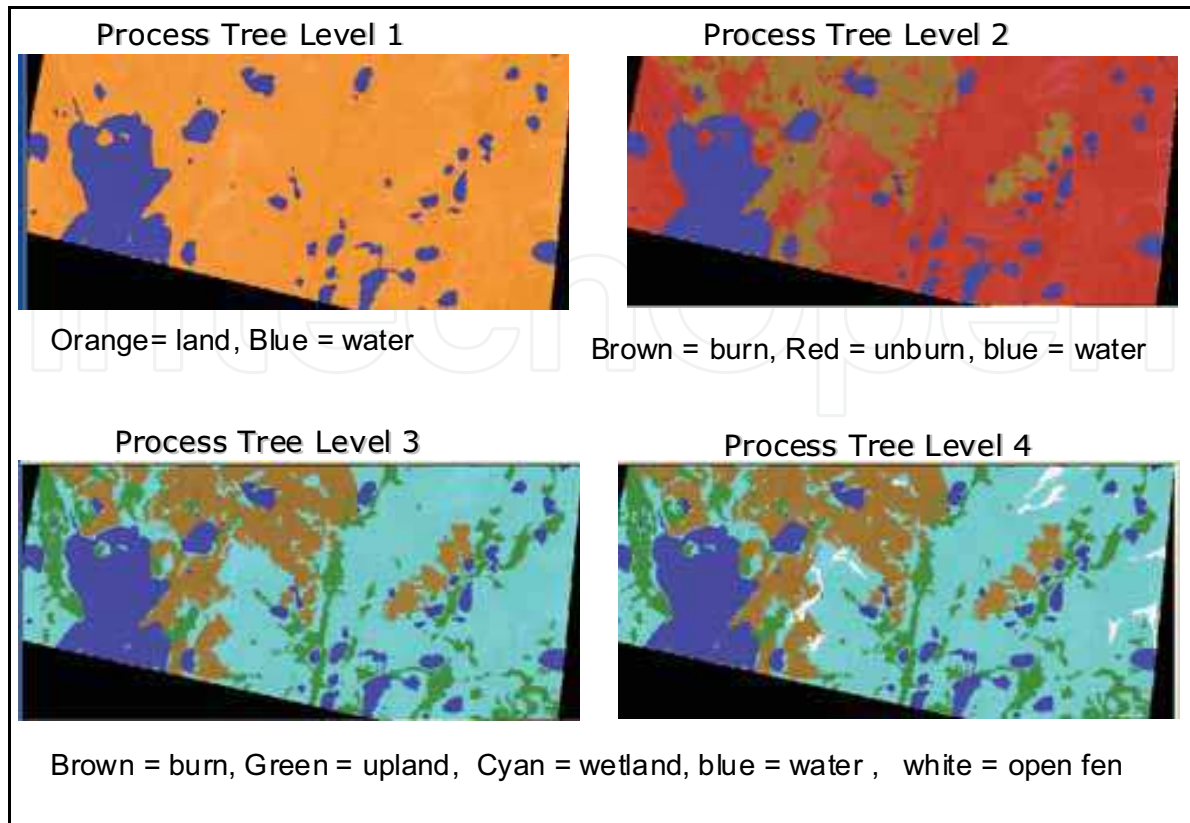 Process Tree Level 1
Process Tree Level 2
Orange= land, Blue = water
Brown = burn, Red = unburn, blue = water
intechopen
Process Tree Level 3
Process Tree Level 4
Brown = burn, Green = upland, Cyan = wetland, blue = water , white = open fen